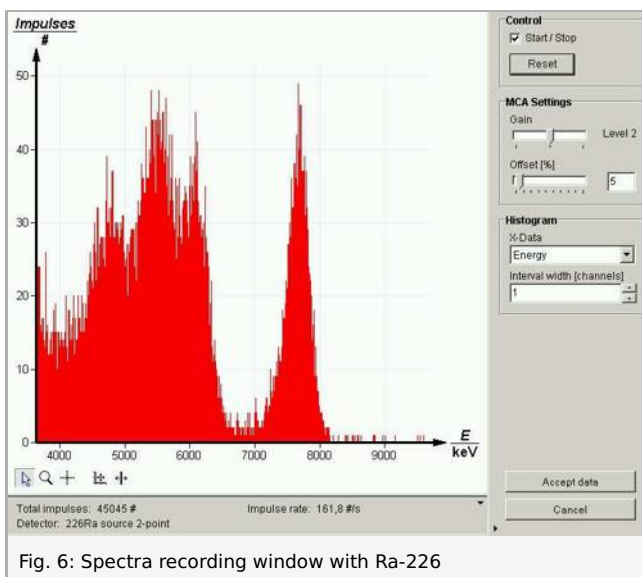 Impulses
#
50
40
30
20
10
0
4000 5000 6000 7000 8000 9000
E
keV
Total impulses: 45045 # Impulse rate: 161,8 #/s
Detector: 226Ra source 2-point
Control
Start / Stop
Reset
MCA Settings
Gain
Level 2
Offset [%]
5
Histogram
X-Data
Energy
Interval width [channels]
1
Accept data
Cancel
Fig. 6: Spectra recording window with Ra-226